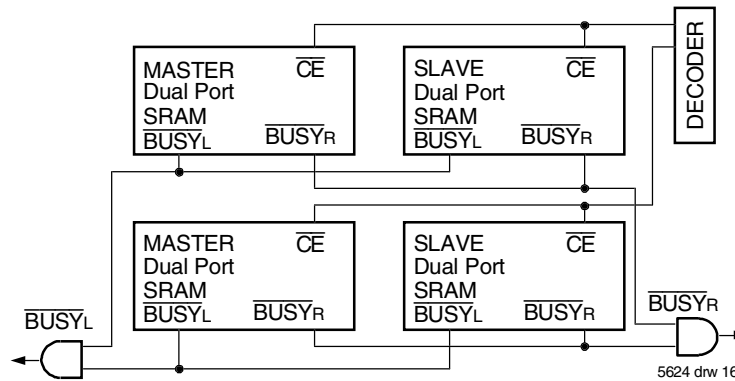 MASTER
Dual Port
SRAM
BUSYL
CE
BUSYR
SLAVE
Dual Port
SRAM
BUSYL
CE
BUSYR
DECODER
MASTER
Dual Port
SRAM
BUSYL
CE
BUSYR
SLAVE
Dual Port
SRAM
BUSYL
CE
BUSYR
BUSYL
BUSYR
5624 drw 16